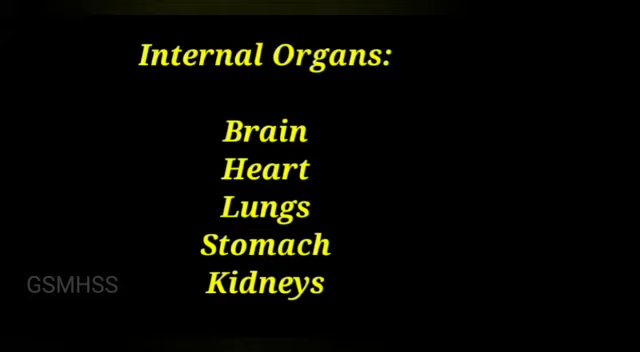 Internal Organs:
Brain
Heart
Lungs
Stomach
Kidneys
GSMHSS